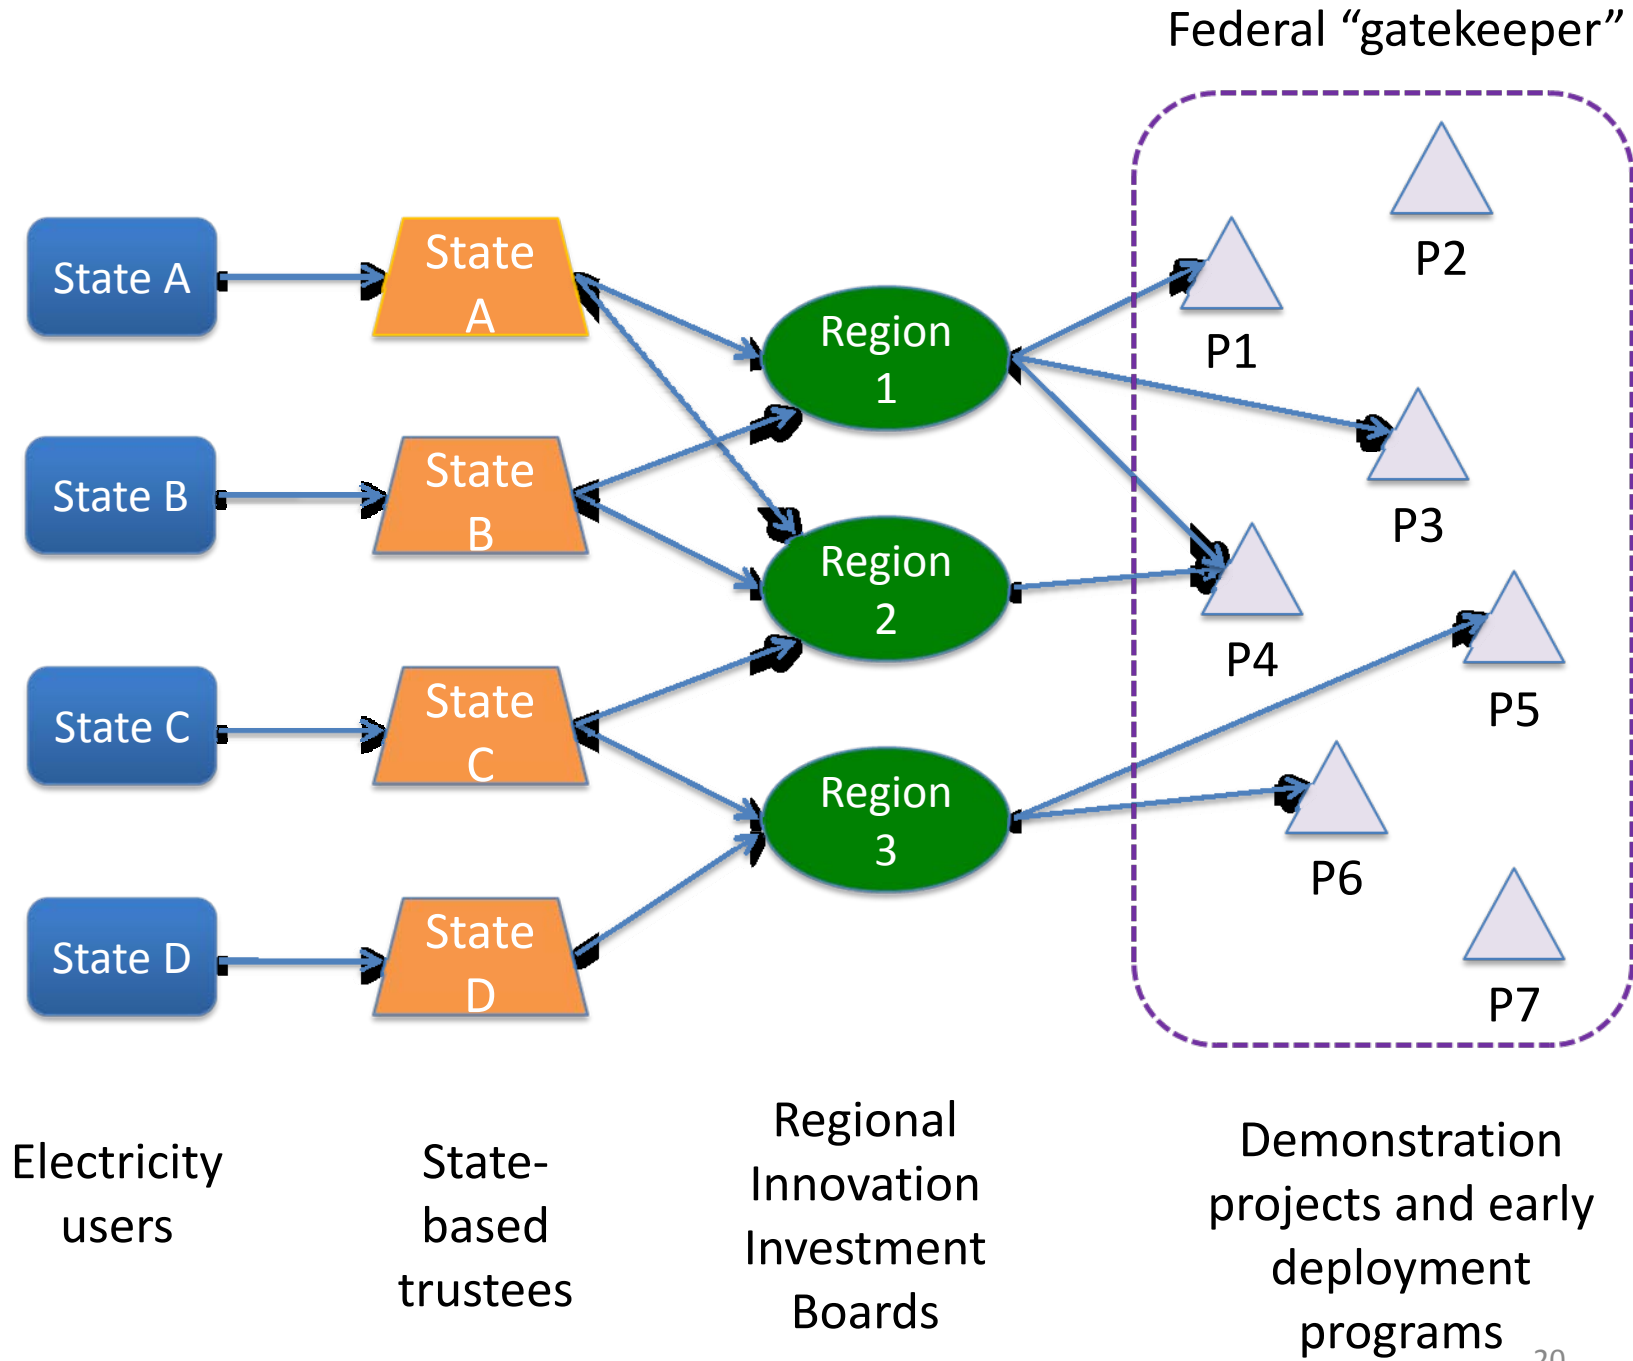 Federal “gatekeeper”
P2
State A
State
A
Region
1
P1
State B
State
B
P3
Region
2
P4
State C
State
C
P5
Region
3
P6
State D
State
D
P7
Electricity
users
State-
based
trustees
Regional
Innovation
Investment
Boards
Demonstration
projects and early
deployment
programs
20